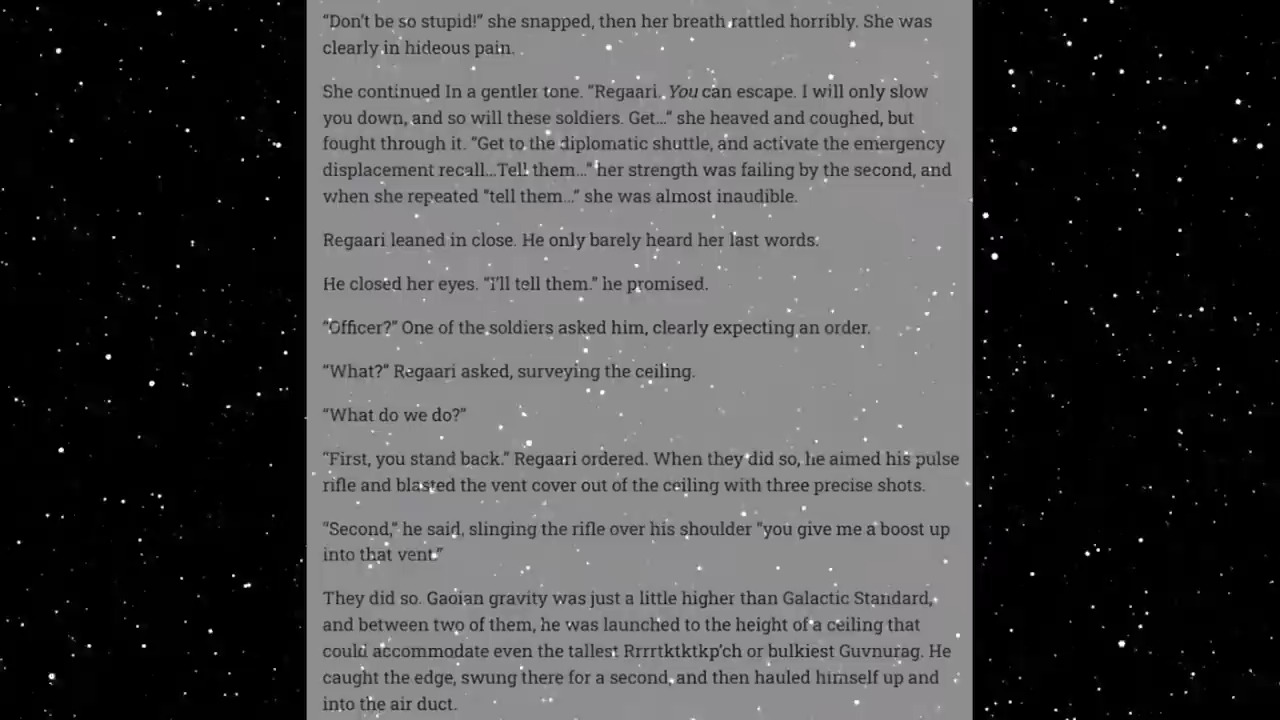 “Don’t be so stupid!” she snapped, then her breath rattled horribly. She was
clearly in hideous pain.
She continued In a gentler tone. “Regaari. You can escape. I will only slow
you down, and so will these soldiers. Get…” she heaved and coughed, but
fought through it. “Get to the diplomatic shuttle, and activate the emergency
displacement recall…Tell them…” her strength was failing by the second, and
when she repeated “tell them…” she was almost inaudible.
Regaari leaned in close. He only barely heard her last words.
He closed her eyes. “I’ll tell them.” he promised.
“Officer?” One of the soldiers asked him, clearly expecting an order.
“What?” Regaari asked, surveying the ceiling.
“What do we do?”
“First, you stand back.” Regaari ordered. When they did so, he aimed his pulse
rifle and blasted the vent cover out of the ceiling with three precise shots.
“Second,” he said, slinging the rifle over his shoulder “you give me a boost up
into that vent.”
They did so. Gaoian gravity was just a little higher than Galactic Standard,
and between two of them, he was launched to the height of a ceiling that
could accommodate even the tallest Rrrrtktktkp’ch or bulkiest Guvnurag. He
caught the edge, swung there for a second, and then hauled himself up and
into the air duct.